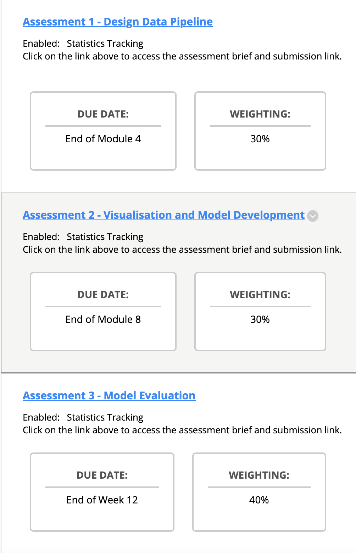 Assessment 1 - Design Data Pipeline
Enabled: Statistics Tracking
Click on the link above to access the assessment brief and submission link.
DUE DATE:
End of Module 4
WEIGHTING:
30%
Assessment 2 - Visualisation and Model Development
Enabled: Statistics Tracking
Click on the link above to access the assessment brief and submission link.
DUE DATE:
End of Module 8
WEIGHTING:
30%
Assessment 3 - Model Evaluation
Enabled: Statistics Tracking
Click on the link above to access the assessment brief and submission link.
DUE DATE:
End of Week 12
WEIGHTING:
40%